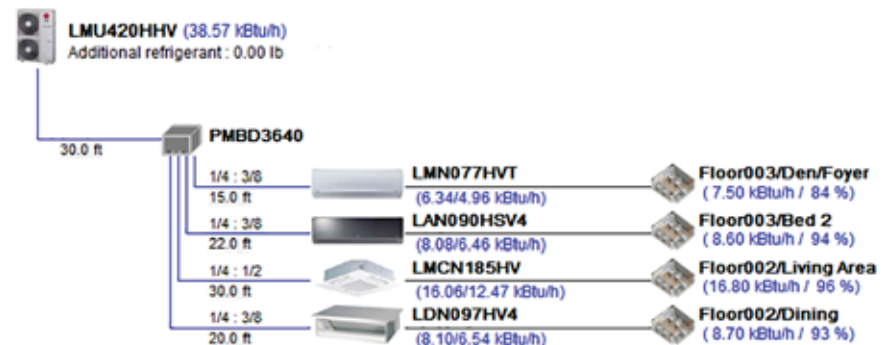 LMU420HHV (38.57 kBtu/h)
Additional refrigerant : 0.00 lb
30.0 ft
PMBD3640
1/4 : 3/8
15.0 ft
LMN077HVT
(6.34/4.96 kBtu/h)
Floor003/Den/Foyer
( 7.50 kBtu/h / 84 %)
1/4 : 3/8
22.0 ft
LAN090HSV4
(8.08/6.46 kBtu/h)
Floor003/Bed 2
( 8.60 kBtu/h / 94 %)
1/4 : 1/2
30.0 ft
LMCN185HV
(16.06/12.47 kBtu/h)
Floor002/Living Area
(16.80 kBtu/h / 96 %)
1/4 : 3/8
20.0 ft
LDN097HV4
(8.10/6.54 kBtu/h)
Floor002/Dining
( 8.70 kBtu/h / 93 %)